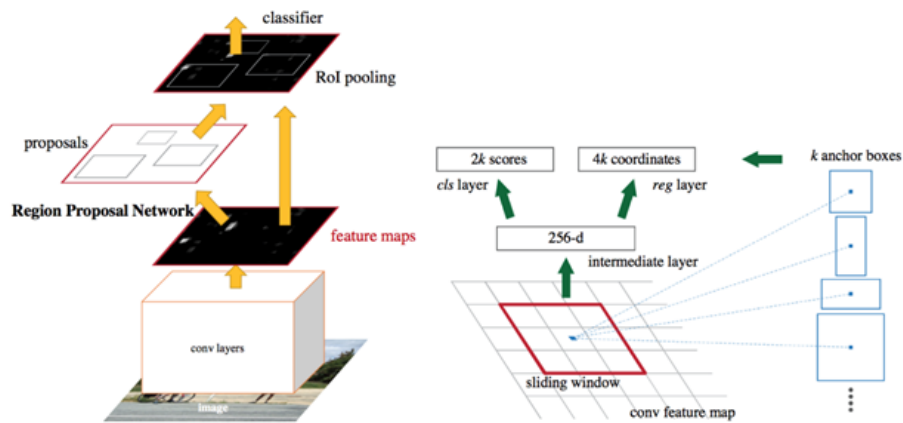 classifier
RoI pooling
proposals
Region Proposal Network
feature maps
conv layers
image
2k scores
4k coordinates
k anchor boxes
cls layer
reg layer
256-d
intermediate layer
sliding window
conv feature map